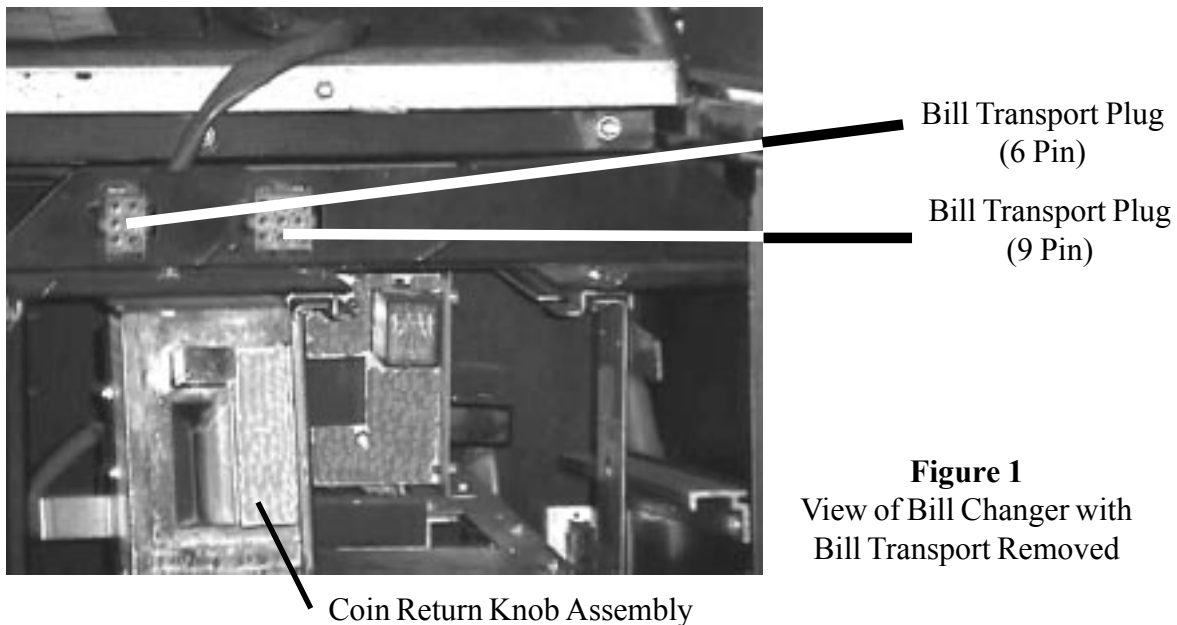 Bill Transport Plug
(6 Pin)
Bill Transport Plug
(9 Pin)
Figure 1
View of Bill Changer with
Bill Transport Removed
Coin Return Knob Assembly